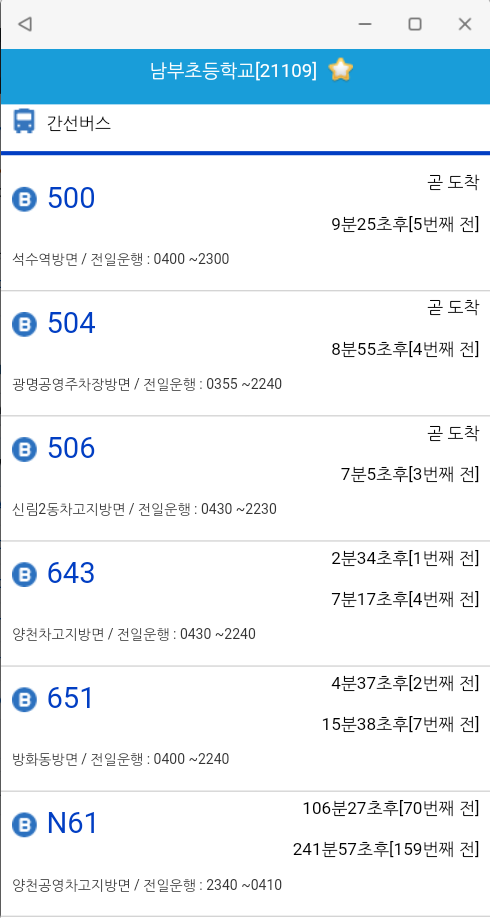 남부초등학교[21109]
간선버스
B 500
곧 도착
9분25초후[5번째 전]
석수역방면 / 전일운행 : 0400 ~2300
B 504
곧 도착
8분55초후[4번째 전]
광명공영주차장방면 / 전일운행 : 0355 ~2240
B 506
곧 도착
7분5초후[3번째 전]
신림2동차고지방면 / 전일운행 : 0430 ~2230
B 643
2분34초후[1번째 전]
7분17초후[4번째 전]
양천차고지방면 / 전일운행 : 0430 ~2240
B 651
4분37초후[2번째 전]
15분38초후[7번째 전]
방화동방면 / 전일운행 : 0400 ~2240
B N61
106분27초후[70번째 전]
241분57초후[159번째 전]
양천공영차고지방면 / 전일운행 : 2340 ~0410